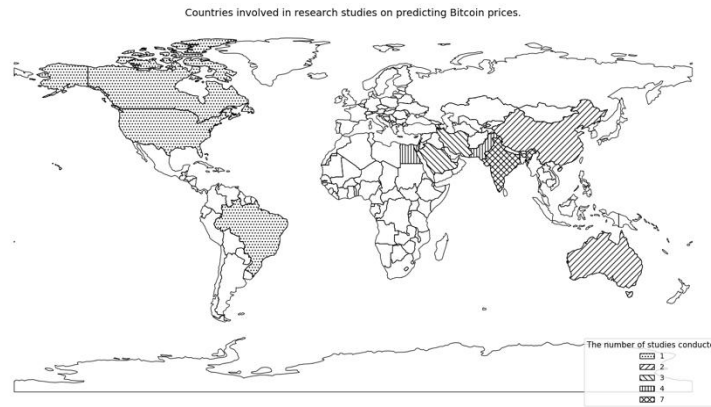 Countries involved in research studies on predicting Bitcoin prices.
The number of studies conducte
1
2
3
4
7